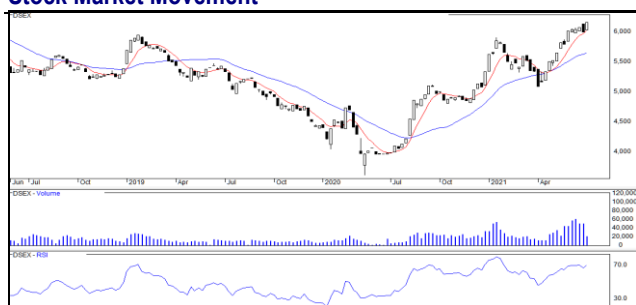 Stock Market Movement
DSEX
6,000
5,500
5,000
4,500
4,000
Jun Jul Oct 2019 Apr Jul Oct 2020 Jul Oct 2021 Apr
DSEX - Volume
120,000
100,000
80,000
60,000
40,000
20,000
0
DSEX - RSI
70.0
30.0